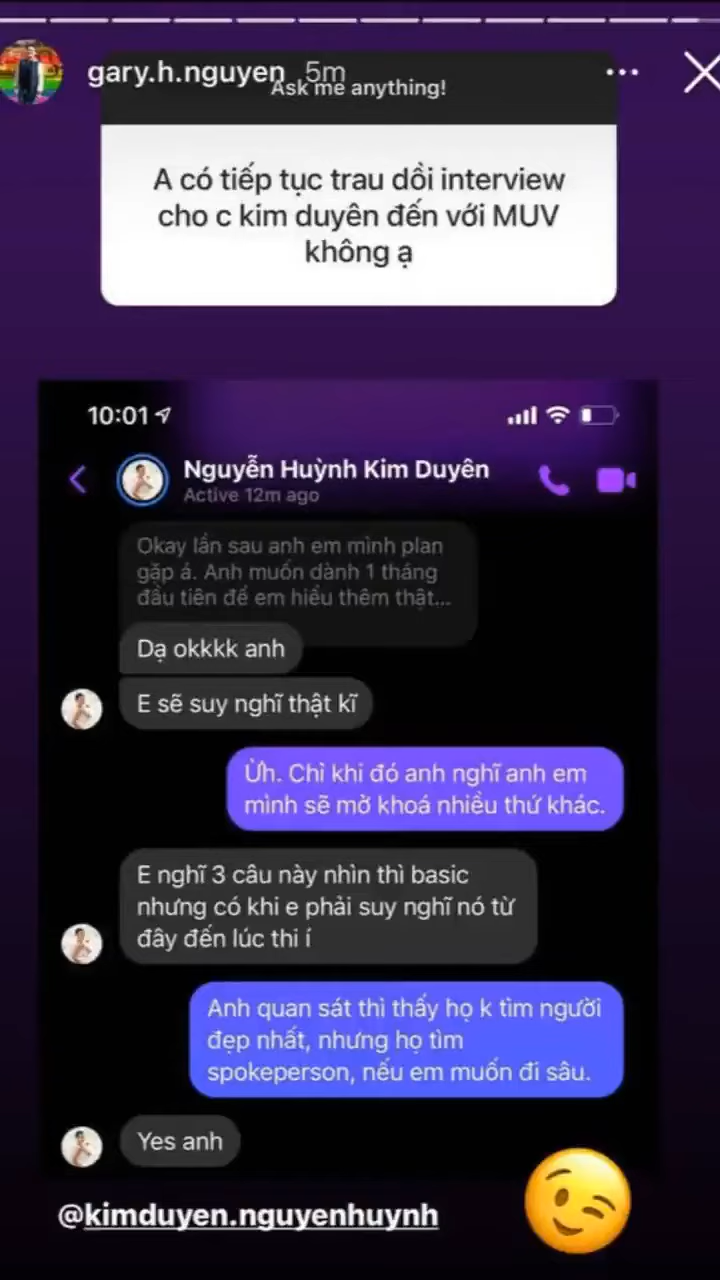 gary.h.nguyen 5m
Ask me anything!
A có tiếp tục trau dồi interview
cho c kim duyên đến với MUV
không ạ
10:01
Nguyễn Huỳnh Kim Duyên
Active 12m ago
Okay lần sau anh em mình plan
gặp á. Anh muốn dành 1 tháng
đầu tiên để em hiểu thêm thật...
Dạ okkkk anh
E sẽ suy nghĩ thật kĩ
Ừh. Chỉ khi đó anh nghĩ anh em
mình sẽ mở khoá nhiều thứ khác.
E nghĩ 3 câu này nhìn thì basic
nhưng có khi e phải suy nghĩ nó từ
đây đến lúc thi í
Anh quan sát thì thấy họ k tìm người
đẹp nhất, nhưng họ tìm
spokeperson, nếu em muốn đi sâu.
Yes anh
@kimduyen.nguyenhuynh